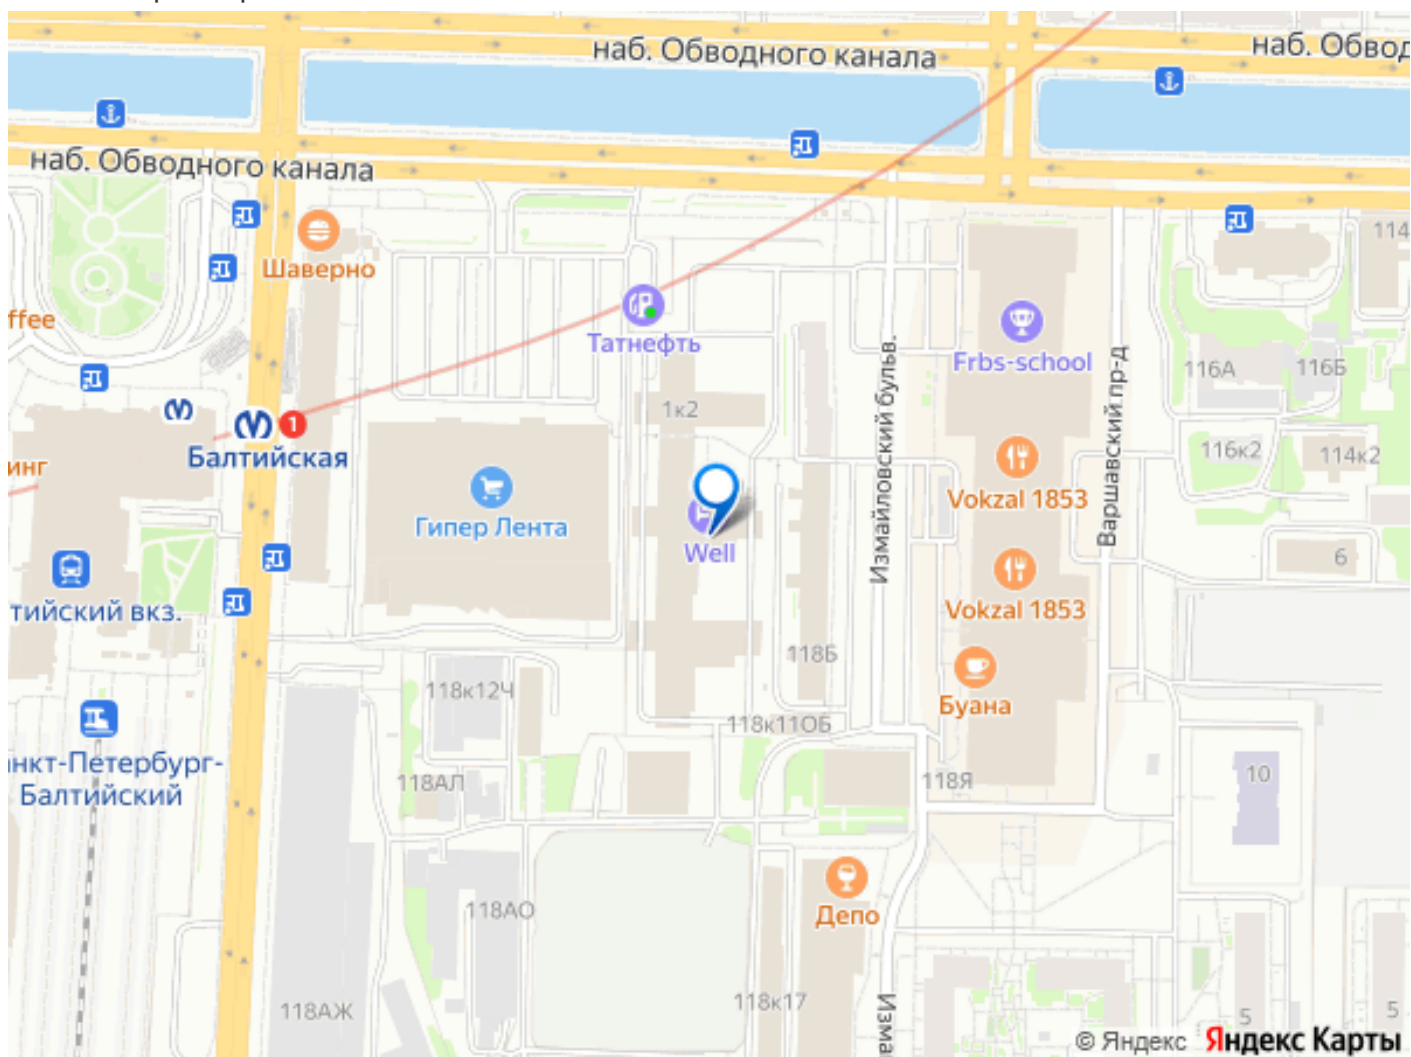 наб. Обводного канала
наб. Обвод
наб. Обводного канала
114
Шаверно
ffee
Татнефть
Frbs-school
Измайловский бульв.
Варшавский пр-д
116А
116Б
1к2
1
Балтийская
инг
116к2
114к2
Vokzal 1853
Гипер Лента
Well
6
тийский вкз.
Vokzal 1853
118Б
118к12Ч
Буана
118к11ОБ
нкт-Петербург-
Балтийский
118АЛ
118Я
10
118АО
Депо
118к17
118АЖ
Изма
5
5
© Яндекс Яндекс Карты